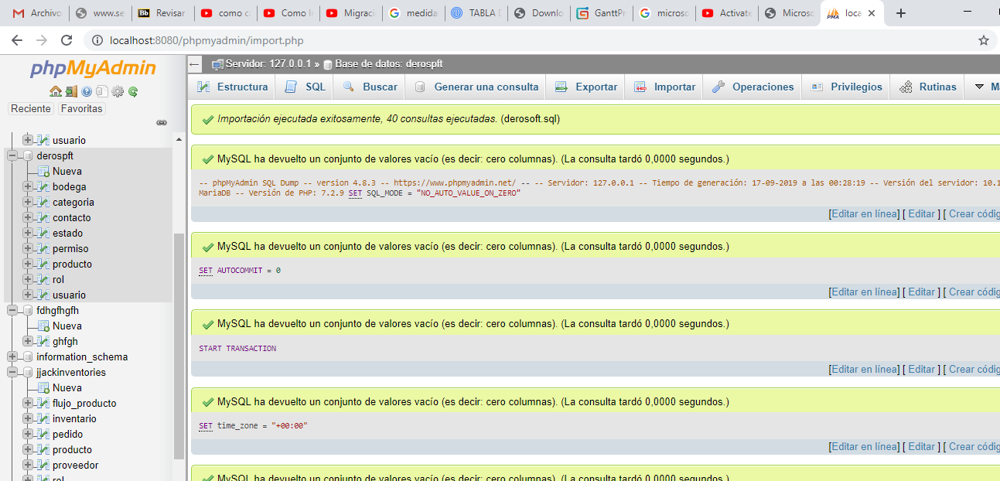 Archivo
www.se
Bb Revisar
como c
Como I
Migraci
medida
TABLA D
Downlo
GanttPr
microso
Activate
Microso
loca
localhost:8080/phpmyadmin/import.php
phpMyAdmin
Reciente Favoritas
usuario
derospft
Nueva
bodega
categoria
contacto
estado
permiso
producto
rol
usuario
fdhgfhgfh
Nueva
ghfgh
information_schema
jjackinventories
Nueva
flujo_producto
inventario
pedido
producto
proveedor
rol
Servidor: 127.0.0.1 » Base de datos: derospft
Estructura SQL Buscar Generar una consulta Exportar Importar Operaciones Privilegios Rutinas M
Importación ejecutada exitosamente, 40 consultas ejecutadas. (derosoft.sql)
MySQL ha devuelto un conjunto de valores vacío (es decir: cero columnas). (La consulta tardó 0,0000 segundos.)
-- phpMyAdmin SQL Dump -- version 4.8.3 -- https://www.phpmyadmin.net/ -- -- Servidor: 127.0.0.1 -- Tiempo de generación: 17-09-2019 a las 00:28:19 -- Versión del servidor: 10.1
MariaDB -- Versión de PHP: 7.2.9 SET SQL_MODE = "NO_AUTO_VALUE_ON_ZERO"
[Editar en línea] [ Editar ] [ Crear códig
MySQL ha devuelto un conjunto de valores vacío (es decir: cero columnas). (La consulta tardó 0,0000 segundos.)
SET AUTOCOMMIT = 0
[Editar en línea] [ Editar ] [ Crear códig
MySQL ha devuelto un conjunto de valores vacío (es decir: cero columnas). (La consulta tardó 0,0000 segundos.)
START TRANSACTION
[Editar en línea] [ Editar ] [ Crear códig
MySQL ha devuelto un conjunto de valores vacío (es decir: cero columnas). (La consulta tardó 0,0000 segundos.)
SET time_zone = "+00:00"
[Editar en línea] [ Editar ] [ Crear códig
MySQL ha devuelto un conjunto de valores vacío (es decir: cero columnas). (La consulta tardó 0,0000 segundos.)